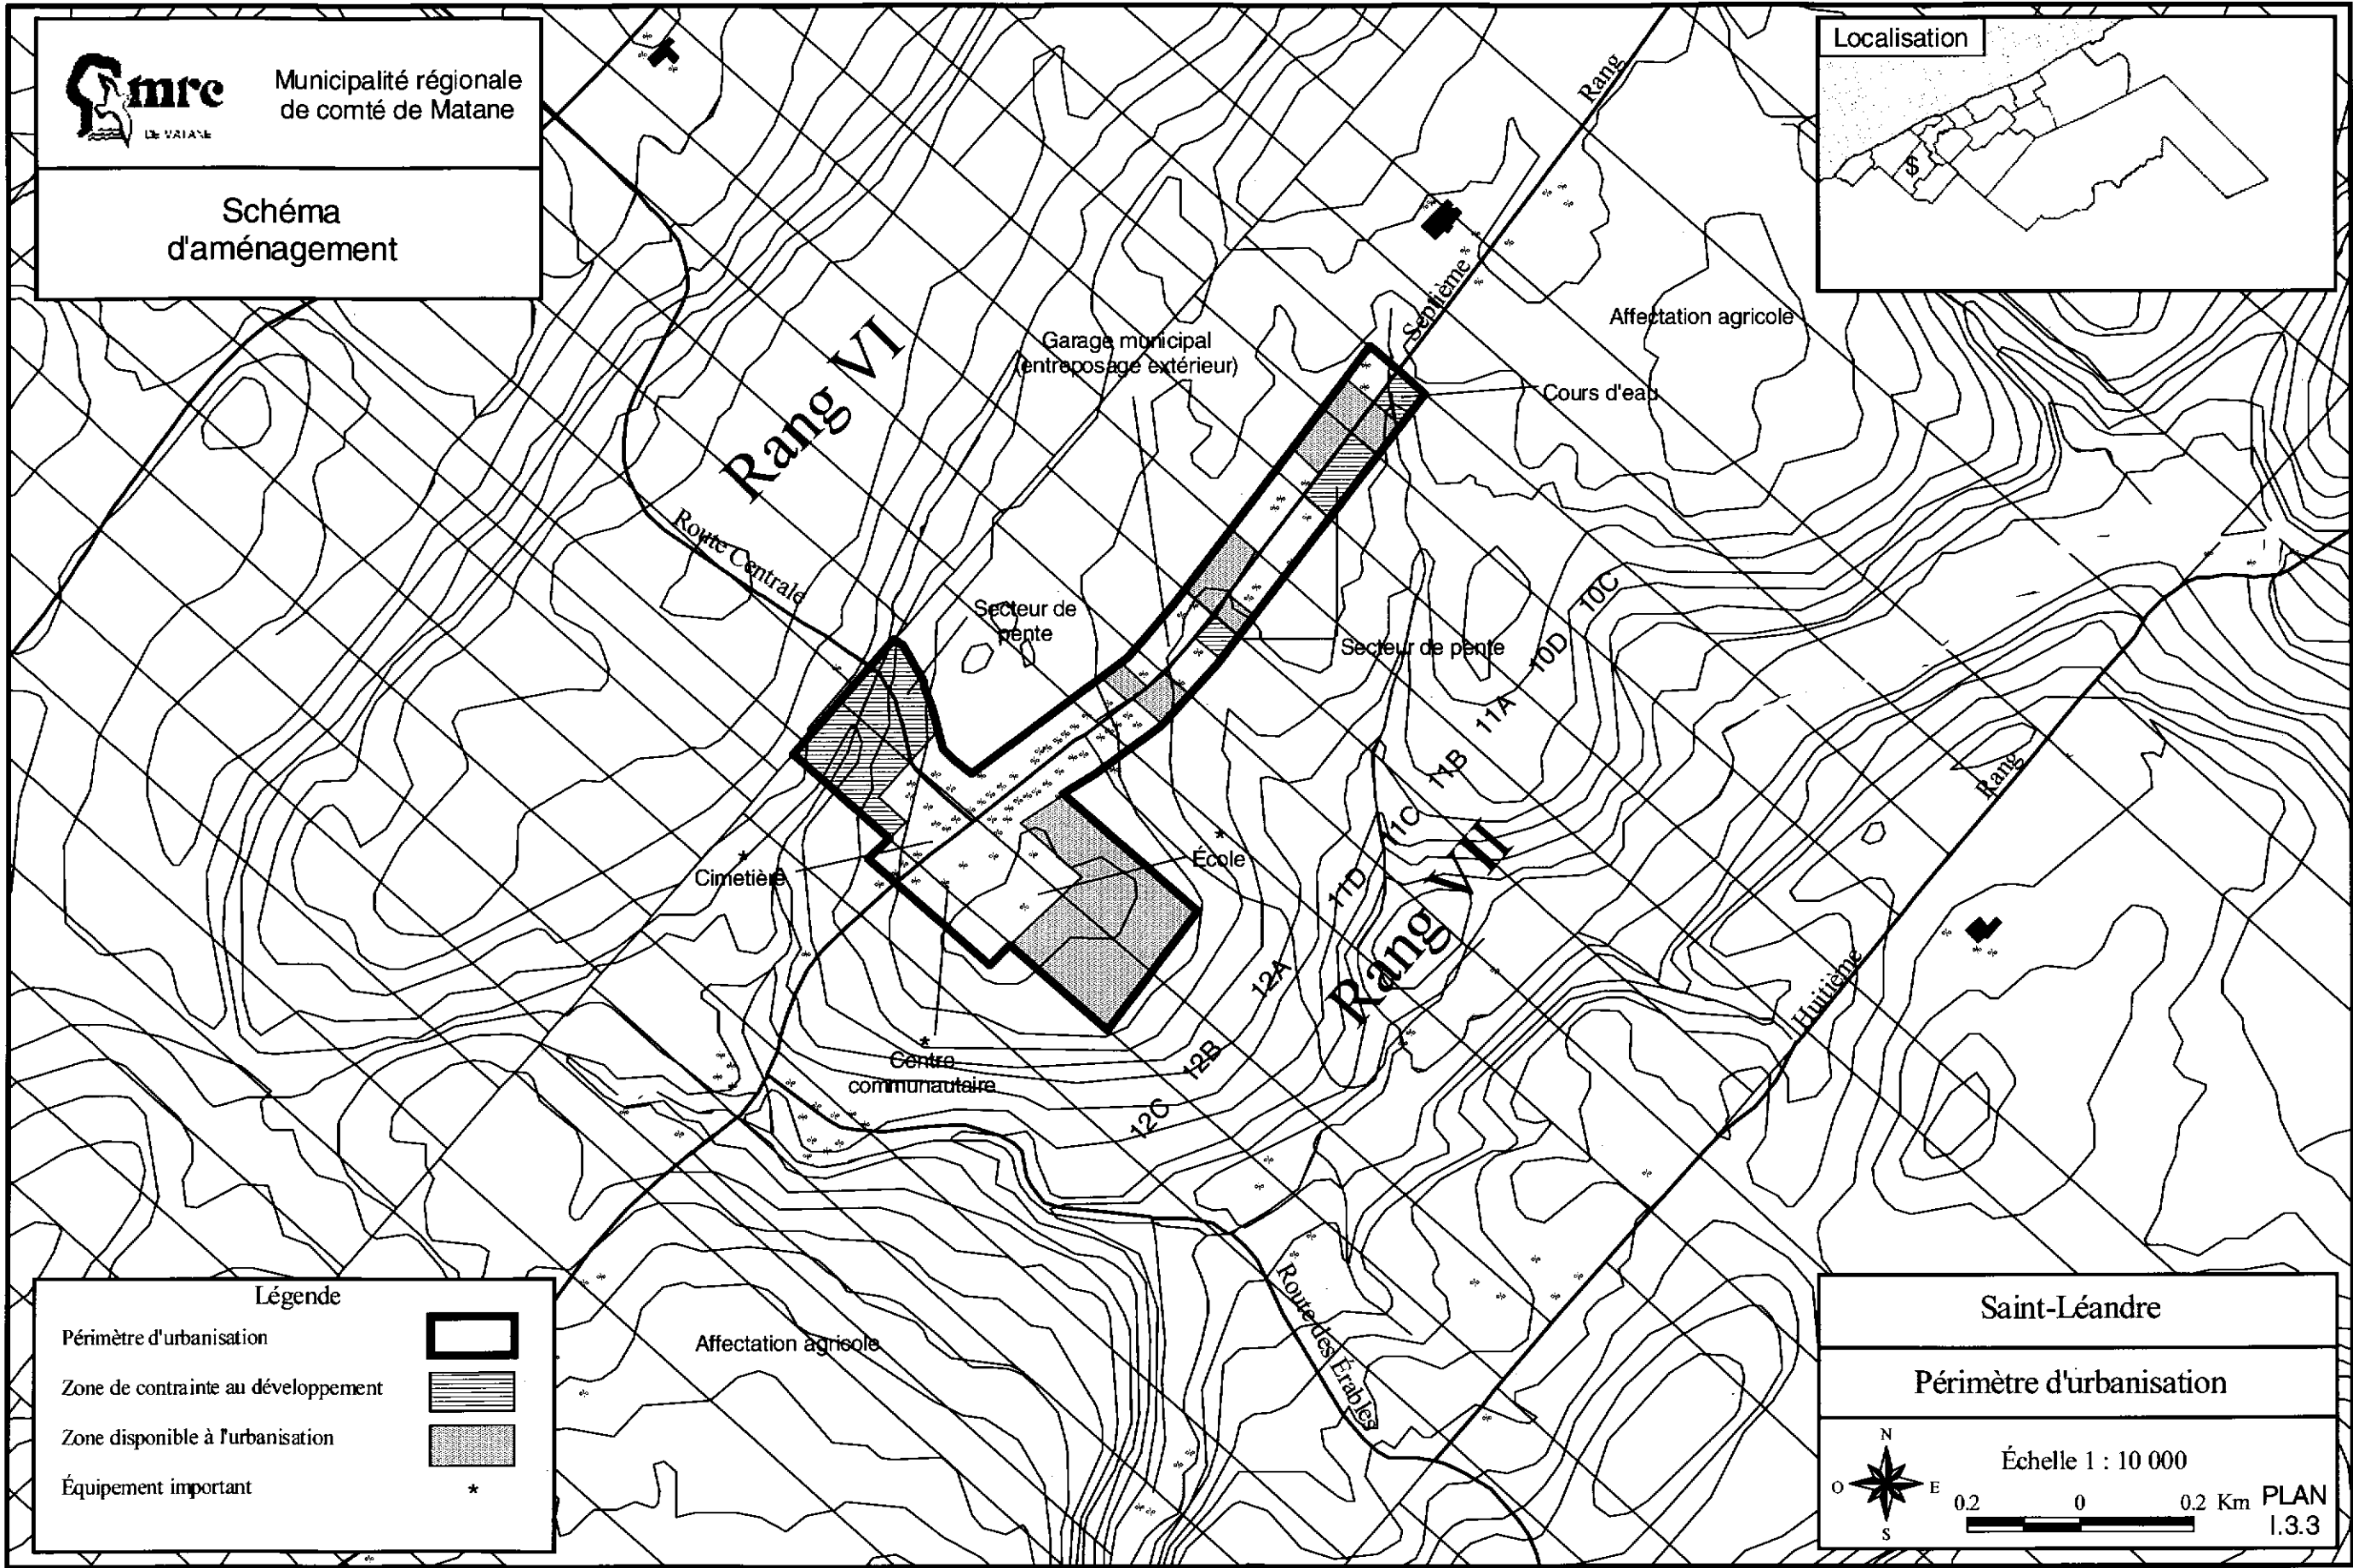 mrc
DE MATANE
Municipalité régionale
de comté de Matane
Schéma
d'aménagement
Localisation
$
Rang
Septième
Affectation agricole
Garage municipal
(entreposage extérieur)
Cours d'eau
Rang VI
Route Centrale
Secteur de
pente
Secteur de pente
10C
10D
11A
11B
11C
11D
12A
12B
12C
Rang VII
Rang
Huitième
* École
* Cimetière
* Centre
communautaire
Route des Érables
Affectation agricole
Légende
Périmètre d'urbanisation
Zone de contrainte au développement
Zone disponible à l'urbanisation
Équipement important *
Saint-Léandre
Périmètre d'urbanisation
N
O E
S
Échelle 1 : 10 000
0.2 0 0.2 Km
PLAN
I.3.3